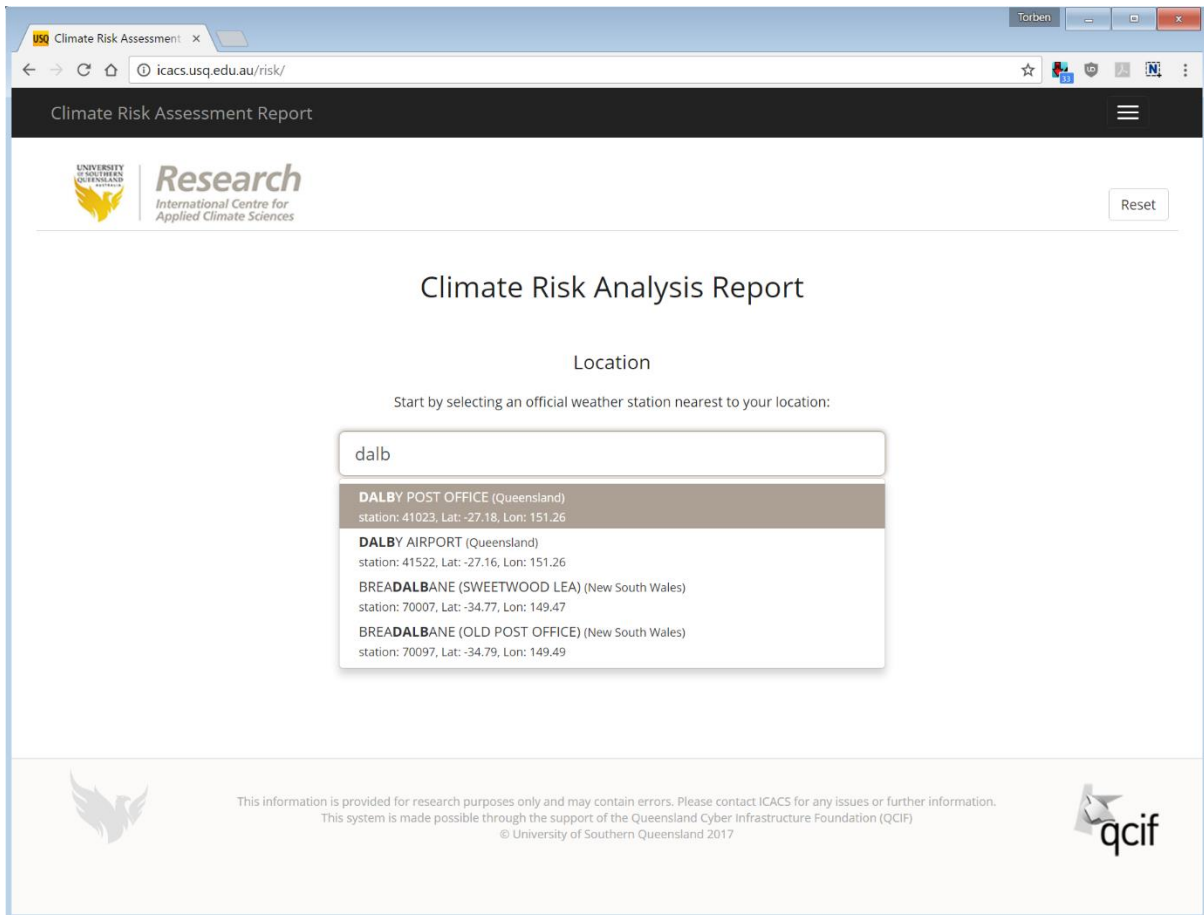 Torben
USQ Climate Risk Assessment
icacs.usq.edu.au/risk/
33
Climate Risk Assessment Report
UNIVERSITY
OF SOUTHERN
QUEENSLAND
AUSTRALIA
Research
International Centre for
Applied Climate Sciences
Reset
Climate Risk Analysis Report
Location
Start by selecting an official weather station nearest to your location:
dalb
DALBY POST OFFICE (Queensland)
station: 41023, Lat: -27.18, Lon: 151.26
DALBY AIRPORT (Queensland)
station: 41522, Lat: -27.16, Lon: 151.26
BREADALBANE (SWEETWOOD LEA) (New South Wales)
station: 70007, Lat: -34.77, Lon: 149.47
BREADALBANE (OLD POST OFFICE) (New South Wales)
station: 70097, Lat: -34.79, Lon: 149.49
This information is provided for research purposes only and may contain errors. Please contact ICACS for any issues or further information.
This system is made possible through the support of the Queensland Cyber Infrastructure Foundation (QCIF)
© University of Southern Queensland 2017
qcif